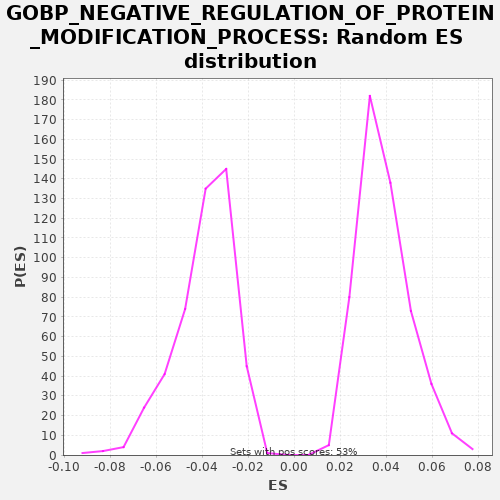 GOBP_NEGATIVE_REGULATION_OF_PROTEIN
_MODIFICATION_PROCESS: Random ES
distribution
190
180
170
160
150
140
130
120
110
100
90
80
70
60
50
40
30
20
10
0
P(ES)
Sets with pos scores: 53%
-0.10 -0.08 -0.06 -0.04 -0.02 0.00 0.02 0.04 0.06 0.08
ES